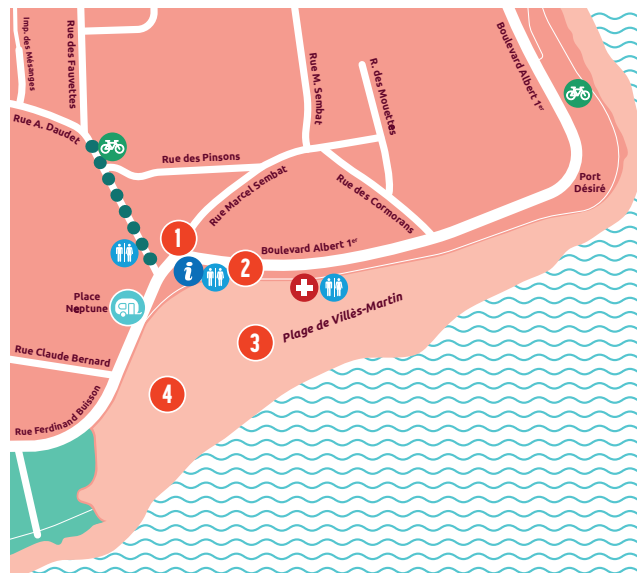 Imp. des Mésanges
Rue des Fauvettes
Rue A. Daudet
Rue des Pinsons
Rue M. Sembat
R. des Mouettes
Boulevard Albert 1er
Port
Désiré
Rue Marcel Sembat
Rue des Cormorans
Boulevard Albert 1er
1
i
2
Place
Neptune
Plage de Villès-Martin
3
Rue Claude Bernard
4
Rue Ferdinand Buisson